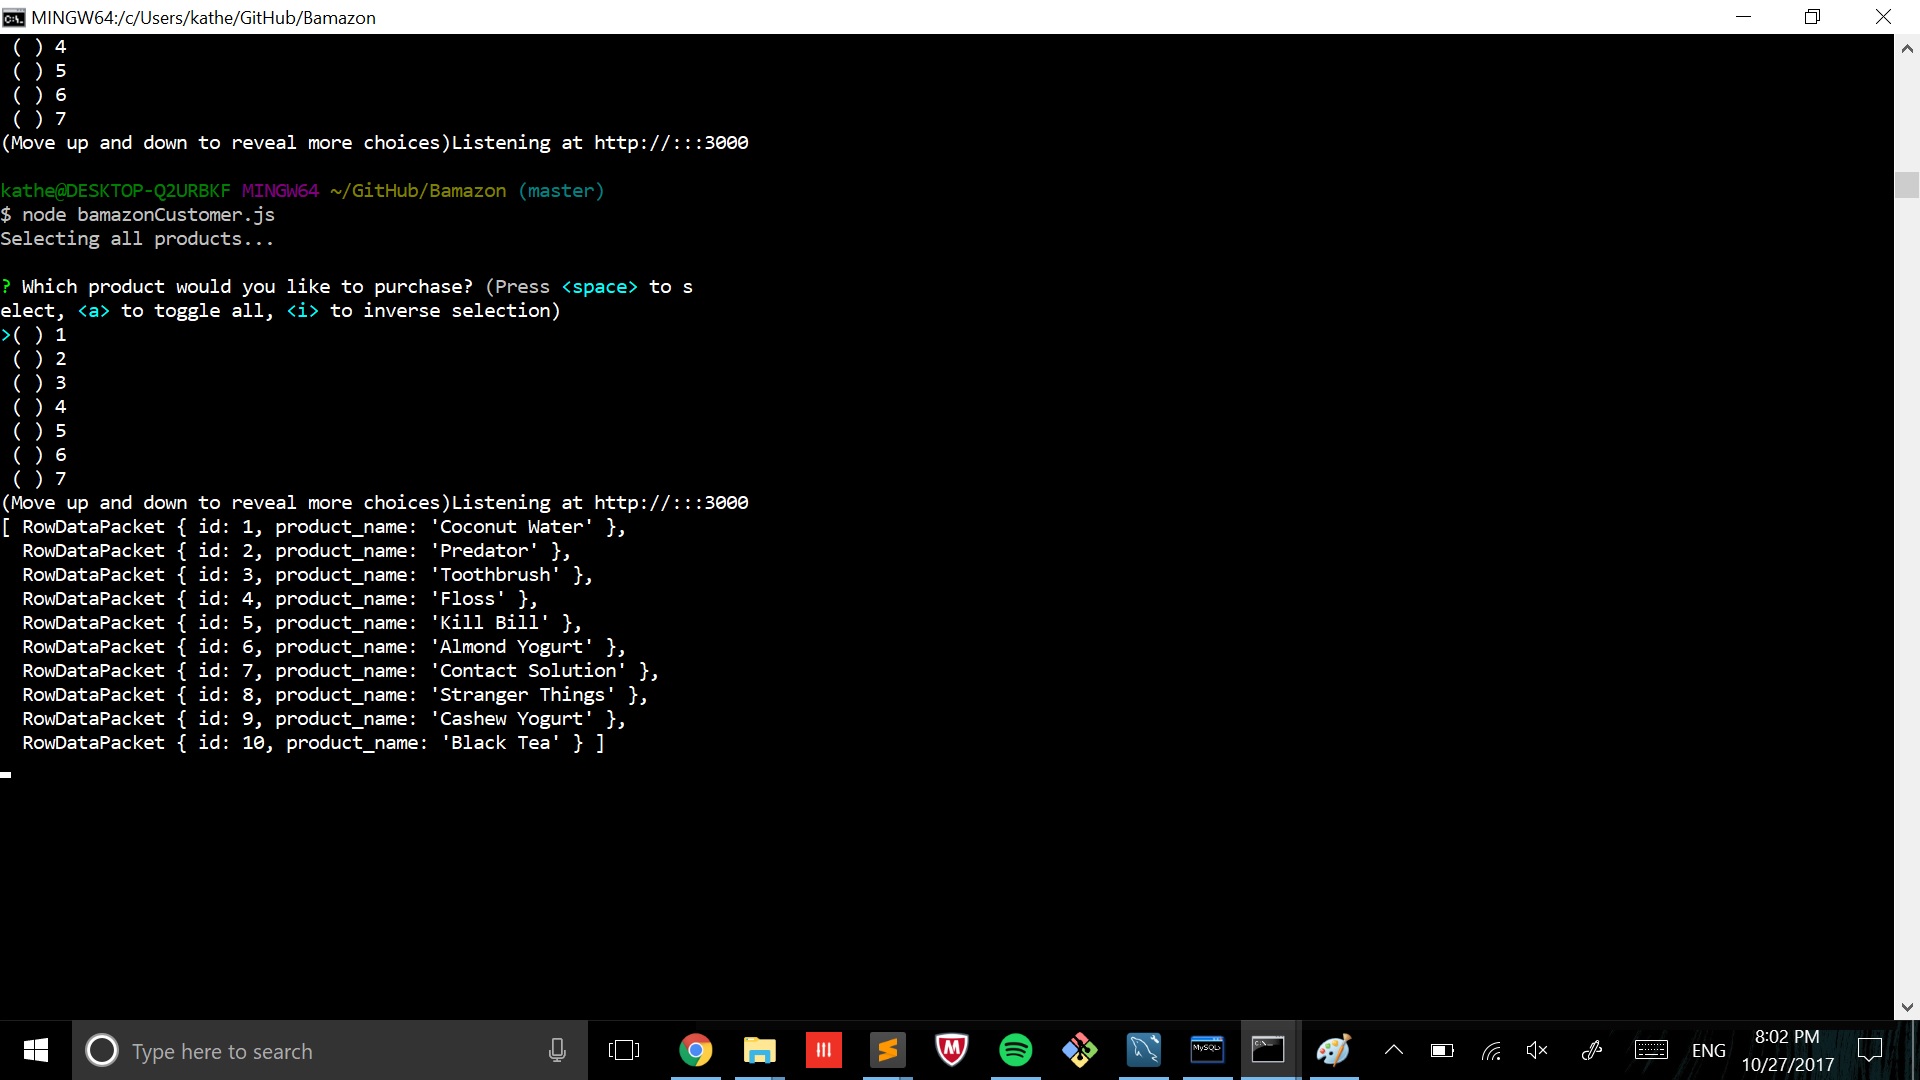 MINGW64:/c/Users/kathe/GitHub/Bamazon
( ) 4
( ) 5
( ) 6
( ) 7
(Move up and down to reveal more choices)Listening at http://:::3000
kathe@DESKTOP-Q2URBKF MINGW64 ~/GitHub/Bamazon (master)
$ node bamazonCustomer.js
Selecting all products...
? Which product would you like to purchase? (Press <space> to s
elect, <a> to toggle all, <i> to inverse selection)
>( ) 1
( ) 2
( ) 3
( ) 4
( ) 5
( ) 6
( ) 7
(Move up and down to reveal more choices)Listening at http://:::3000
[ RowDataPacket { id: 1, product_name: 'Coconut Water' },
RowDataPacket { id: 2, product_name: 'Predator' },
RowDataPacket { id: 3, product_name: 'Toothbrush' },
RowDataPacket { id: 4, product_name: 'Floss' },
RowDataPacket { id: 5, product_name: 'Kill Bill' },
RowDataPacket { id: 6, product_name: 'Almond Yogurt' },
RowDataPacket { id: 7, product_name: 'Contact Solution' },
RowDataPacket { id: 8, product_name: 'Stranger Things' },
RowDataPacket { id: 9, product_name: 'Cashew Yogurt' },
RowDataPacket { id: 10, product_name: 'Black Tea' } ]
Type here to search
MySQL
ENG
8:02 PM
10/27/2017